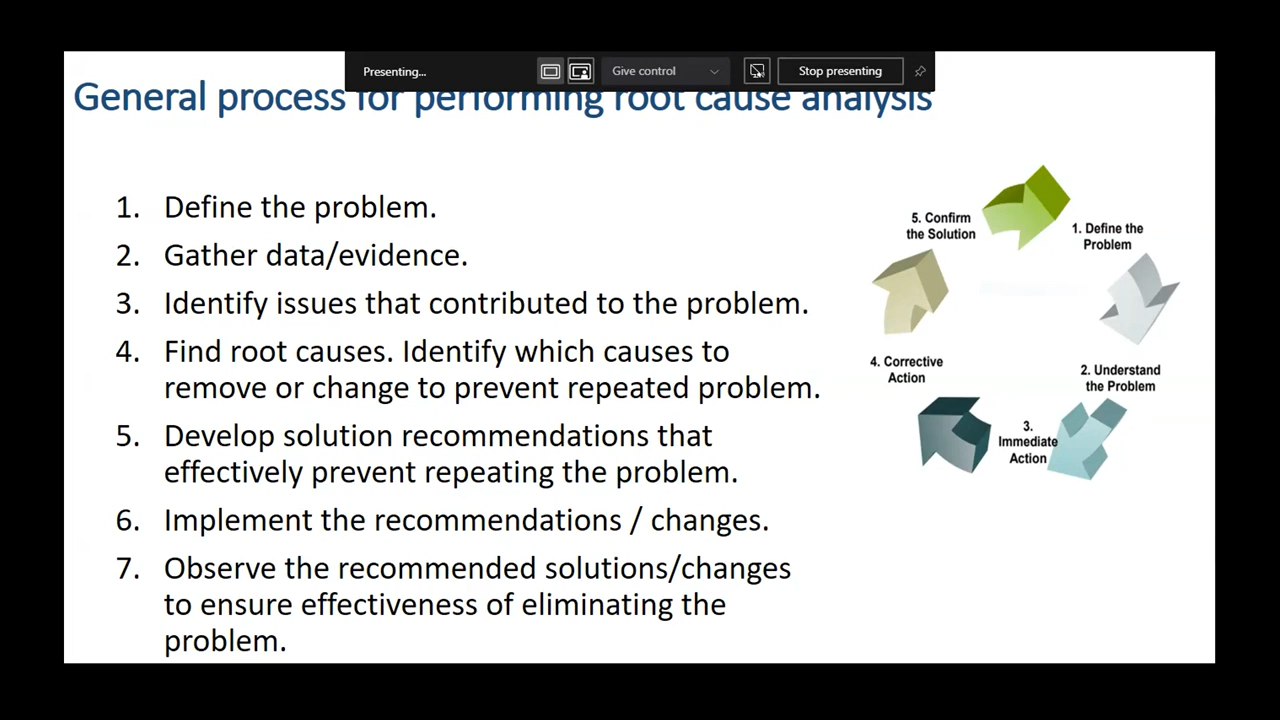 Presenting...
Give control
Stop presenting
General process for performing root cause analysis
1. Define the problem.
2. Gather data/evidence.
3. Identify issues that contributed to the problem.
4. Find root causes. Identify which causes to
remove or change to prevent repeated problem.
5. Develop solution recommendations that
effectively prevent repeating the problem.
6. Implement the recommendations / changes.
7. Observe the recommended solutions/changes
to ensure effectiveness of eliminating the
problem.
5. Confirm
the Solution
1. Define the
Problem
4. Corrective
Action
2. Understand
the Problem
3.
Immediate
Action